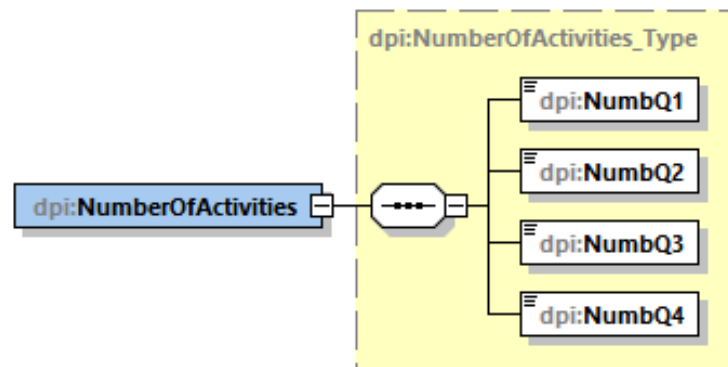 dpi:NumberOfActivities_Type
dpi:NumbQ1
dpi:NumbQ2
dpi:NumberOfActivities
dpi:NumbQ3
dpi:NumbQ4